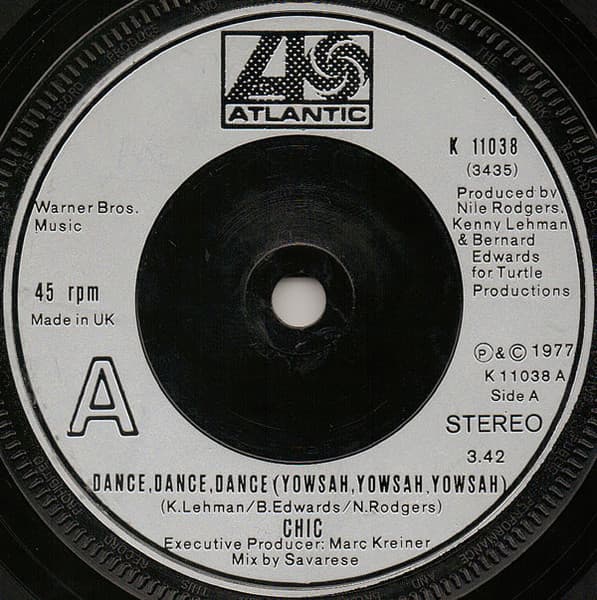 ATLANTIC
K 11038
(3435)
Produced by
Nile Rodgers.
Kenny Lehman
& Bernard
Edwards
for Turtle
Productions
Warner Bros.
Music
45 rpm
Made in UK
A
Ⓟ&© 1977
K 11038 A
Side A
STEREO
3.42
DANCE,DANCE,DANCE (YOWSAH,YOWSAH,YOWSAH)
(K.Lehman/B.Edwards/N.Rodgers)
CHIC
Executive Producer: Marc Kreiner
Mix by Savarese